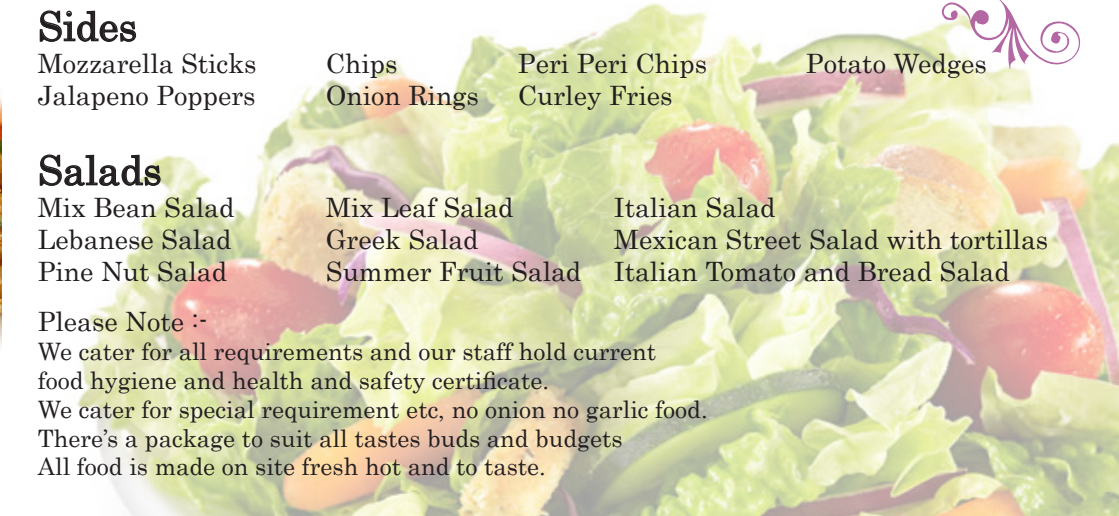 Sides
Mozzarella Sticks Chips Peri Peri Chips Potato Wedges
Jalapeno Poppers Onion Rings Curley Fries
Salads
Mix Bean Salad Mix Leaf Salad Italian Salad
Lebanese Salad Greek Salad Mexican Street Salad with tortillas
Pine Nut Salad Summer Fruit Salad Italian Tomato and Bread Salad
Please Note :-
We cater for all requirements and our staff hold current
food hygiene and health and safety certificate.
We cater for special requirement etc, no onion no garlic food.
There’s a package to suit all tastes buds and budgets
All food is made on site fresh hot and to taste.